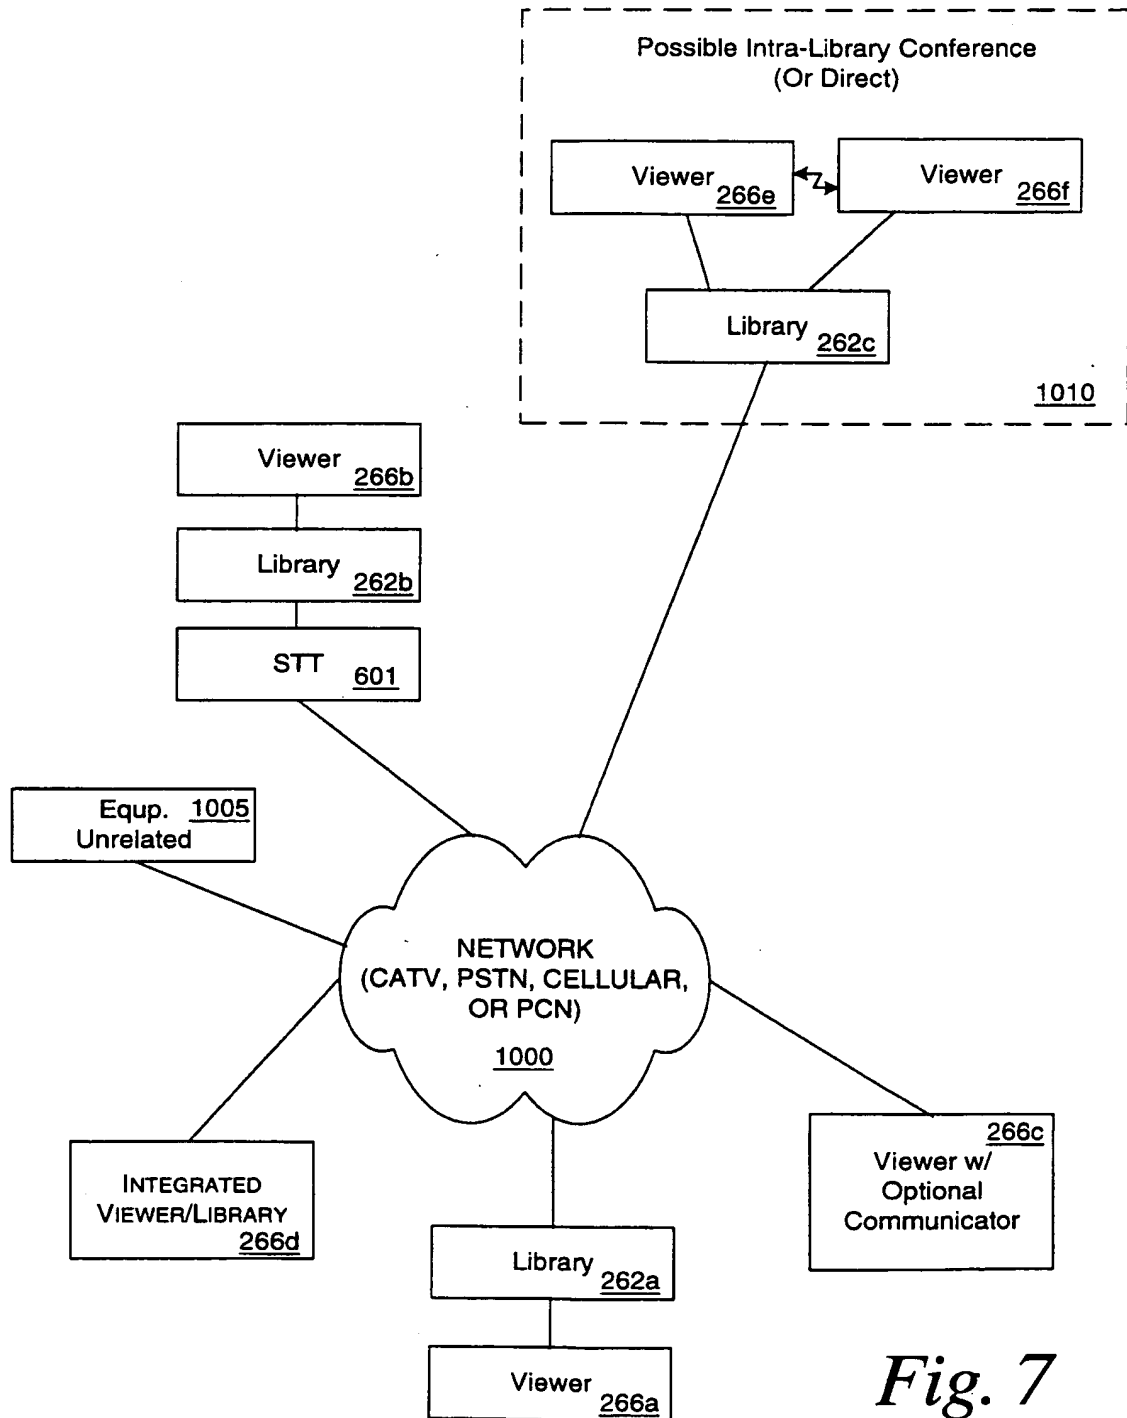 Possible Intra-Library Conference
(Or Direct)
Viewer 266e
Viewer 266f
Library 262c
1010
Viewer 266b
Library 262b
STT 601
Equp. 1005
Unrelated
NETWORK
(CATV, PSTN, CELLULAR,
OR PCN)
1000
266c
Viewer w/
Optional
Communicator
INTEGRATED
VIEWER/LIBRARY
266d
Library 262a
Viewer 266a
Fig. 7